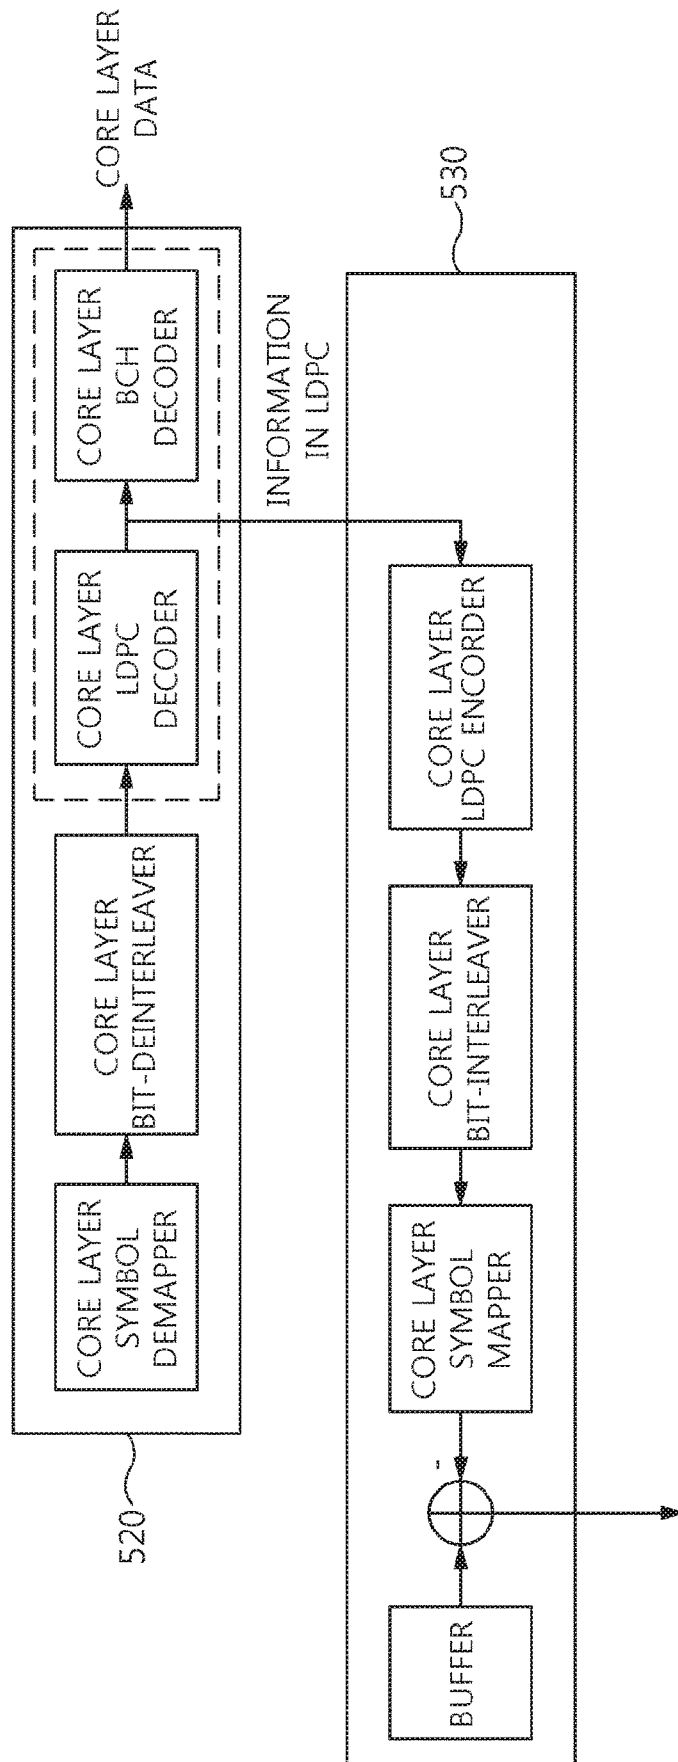 520
CORE LAYER
SYMBOL
DEMAPPER
CORE LAYER
BIT-DEINTERLEAVER
CORE LAYER
LDPC
DECODER
CORE LAYER
BCH
DECODER
CORE LAYER
DATA
INFORMATION
IN LDPC
530
BUFFER
-
CORE LAYER
SYMBOL
MAPPER
CORE LAYER
BIT-INTERLEAVER
CORE LAYER
LDPC ENCORDER